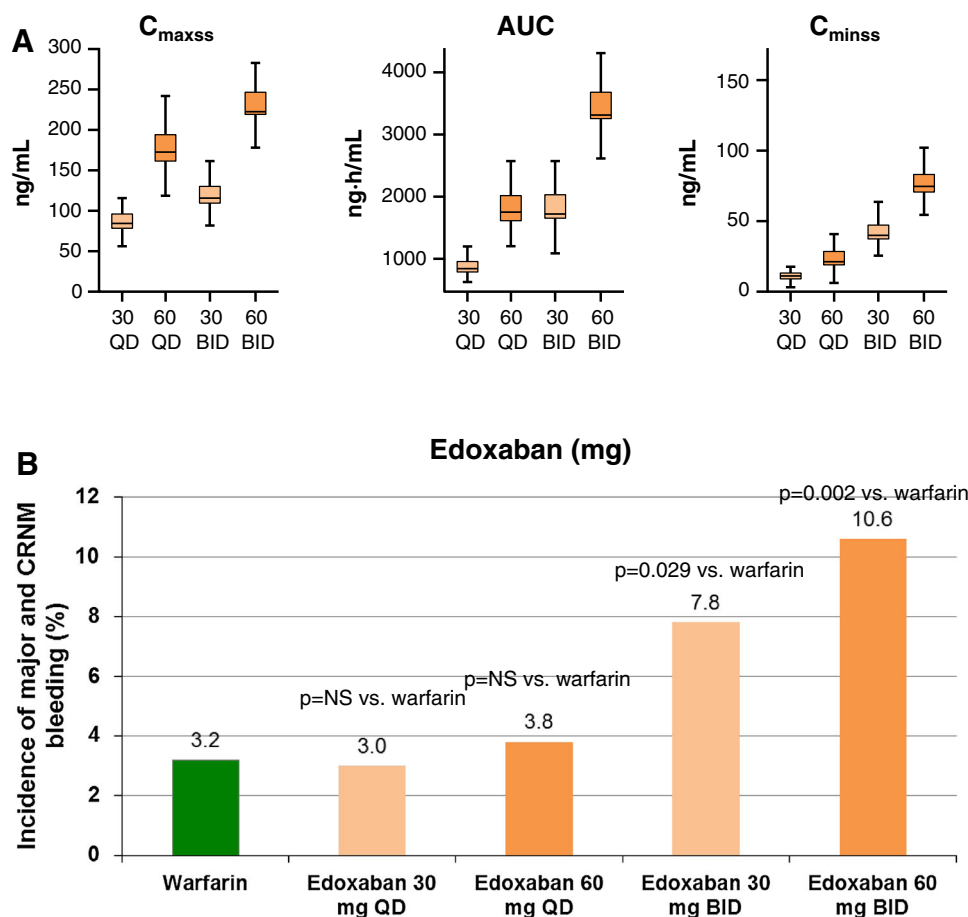 A
C_maxss
AUC
C_minss
ng/mL
300
250
200
150
100
50
0
30 60 30 60
QD QD BID BID
ng·h/mL
4000
3000
2000
1000
30 60 30 60
QD QD BID BID
ng/mL
150
100
50
0
30 60 30 60
QD QD BID BID
B
Edoxaban (mg)
Incidence of major and CRNM
bleeding (%)
12
10
8
6
4
2
0
3.2
p=NS vs. warfarin
3.0
p=NS vs. warfarin
3.8
p=0.029 vs. warfarin
7.8
p=0.002 vs. warfarin
10.6
Warfarin
Edoxaban 30
mg QD
Edoxaban 60
mg QD
Edoxaban 30
mg BID
Edoxaban 60
mg BID